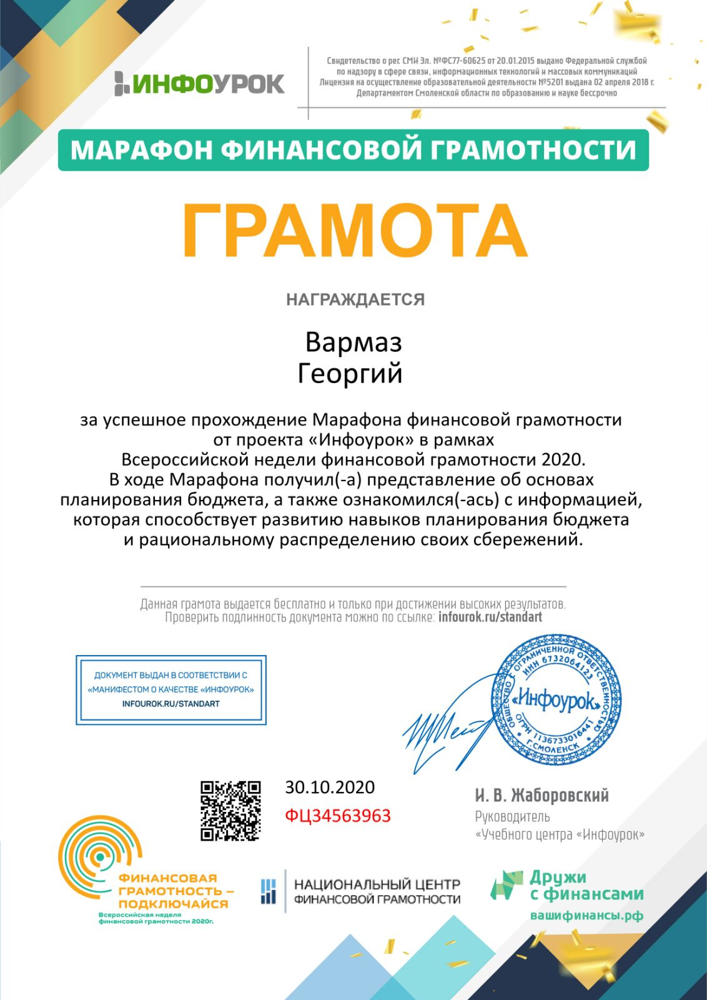 ИНФОУРОК
Свидетельство о рег. СМИ Эл. №ФС77-60625 от 20.01.2015 выдано Федеральной службой
по надзору в сфере связи, информационных технологий и массовых коммуникаций
Лицензия на осуществление образовательной деятельности №5201 выдана 02 апреля 2018 г.
Департаментом Смоленской области по образованию и науке бессрочно
МАРАФОН ФИНАНСОВОЙ ГРАМОТНОСТИ
ГРАМОТА
НАГРАЖДАЕТСЯ
Вармаз
Георгий
за успешное прохождение Марафона финансовой грамотности
от проекта «Инфоурок» в рамках
Всероссийской недели финансовой грамотности 2020.
В ходе Марафона получил(-а) представление об основах
планирования бюджета, а также ознакомился(-ась) с информацией,
которая способствует развитию навыков планирования бюджета
и рациональному распределению своих сбережений.
Данная грамота выдается бесплатно и только при достижении высоких результатов.
Проверить подлинность документа можно по ссылке: infourok.ru/standart
ДОКУМЕНТ ВЫДАН В СООТВЕТСТВИИ С
«МАНИФЕСТОМ О КАЧЕСТВЕ «ИНФОУРОК»
INFOUROK.RU/STANDART
ОБЩЕСТВО С ОГРАНИЧЕННОЙ ОТВЕТСТВЕННОСТЬЮ
ИНН 6732064123
«Инфоурок»
ОГРН 1136733016441
Г.СМОЛЕНСК
30.10.2020
ФЦ34563963
И. В. Жаборовский
Руководитель
«Учебного центра «Инфоурок»
ФИНАНСОВАЯ
ГРАМОТНОСТЬ –
ПОДКЛЮЧАЙСЯ
Всероссийская неделя
финансовой грамотности 2020г.
НАЦИОНАЛЬНЫЙ ЦЕНТР
ФИНАНСОВОЙ ГРАМОТНОСТИ
Дружи
с финансами
вашифинансы.рф